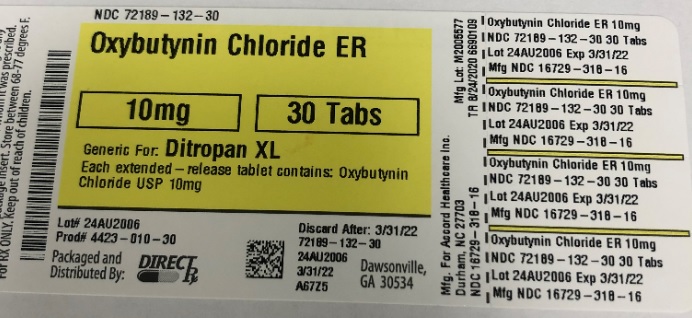 For RX ONLY. Keep out of reach of children.
package insert. Store between 68-77 degrees F.
it was prescribed.
NDC 72189-132-30
Oxybutynin Chloride ER
10mg
30 Tabs
Generic For: Ditropan XL
Each extended-release tablet contains: Oxybutynin
Chloride USP 10mg
Lot# 24AU2006
Prod# 4423-010-30
Packaged and
Distributed By:
DIRECT Rx
Discard After: 3/31/22
72189-132-30
24AU2006
3/31/22
A67Z5
Dawsonville,
GA 30534
Mfg. For Accord Healthcare Inc.
Durham, NC 27703
NDC 16729-318-16
Mfg Lot: M2006577
TR 8/24/2020 6690109
Oxybutynin Chloride ER 10mg
NDC 72189-132-30 30 Tabs
Lot 24AU2006 Exp 3/31/22
Mfg NDC 16729-318-16
Oxybutynin Chloride ER 10mg
NDC 72189-132-30 30 Tabs
Lot 24AU2006 Exp 3/31/22
Mfg NDC 16729-318-16
Oxybutynin Chloride ER 10mg
NDC 72189-132-30 30 Tabs
Lot 24AU2006 Exp 3/31/22
Mfg NDC 16729-318-16
Oxybutynin Chloride ER 10mg
NDC 72189-132-30 30 Tabs
Lot 24AU2006 Exp 3/31/22
Mfg NDC 16729-318-16